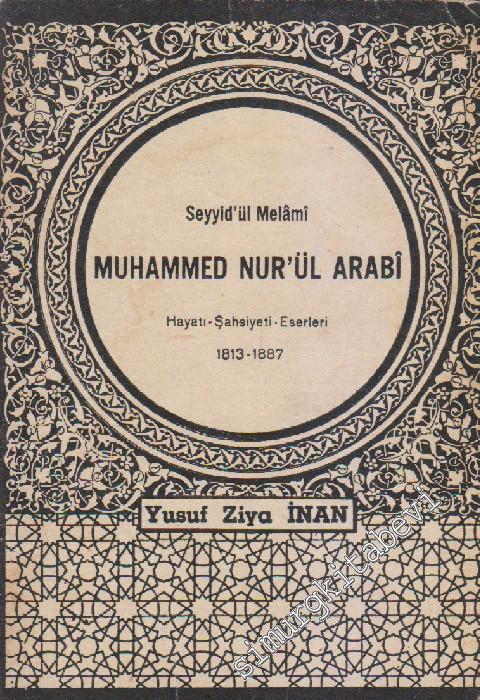 Seyyid'ül Melâmî
MUHAMMED NUR'ÜL ARABÎ
Hayatı-Şahsiyeti-Eserleri
1813-1887
Yusuf Ziya İNAN
simurgkitabevi